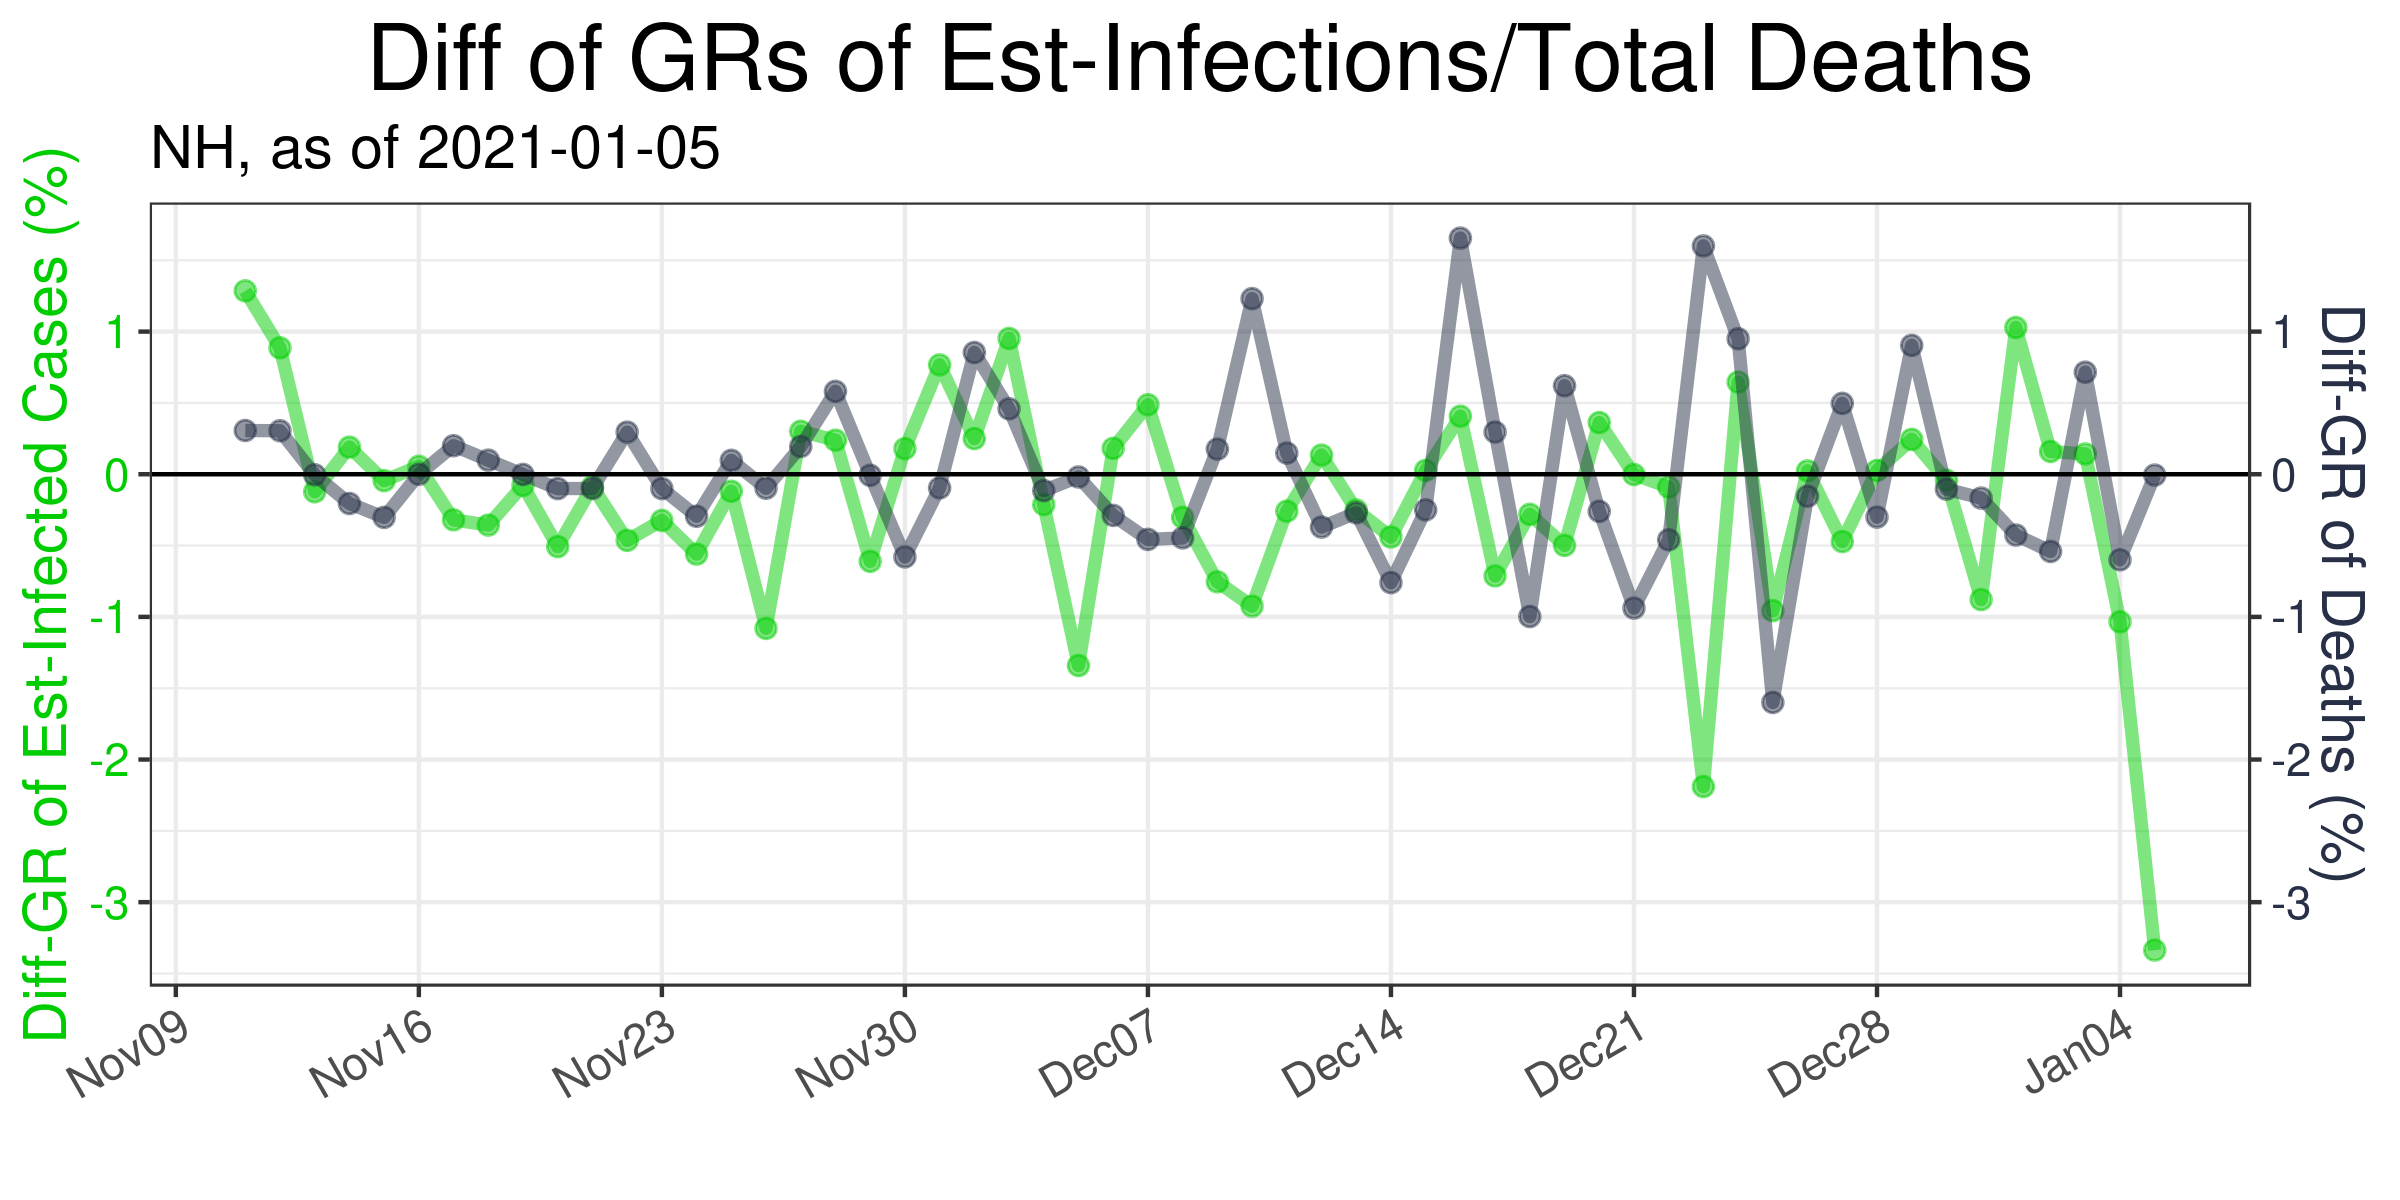 Diff of GRs of Est-Infections/Total Deaths
NH, as of 2021-01-05
Diff-GR of Est-Infected Cases (%)
1
0
-1
-2
-3
1
0
-1
-2
-3
Diff-GR of Deaths (%)
Nov09
Nov16
Nov23
Nov30
Dec07
Dec14
Dec21
Dec28
Jan04